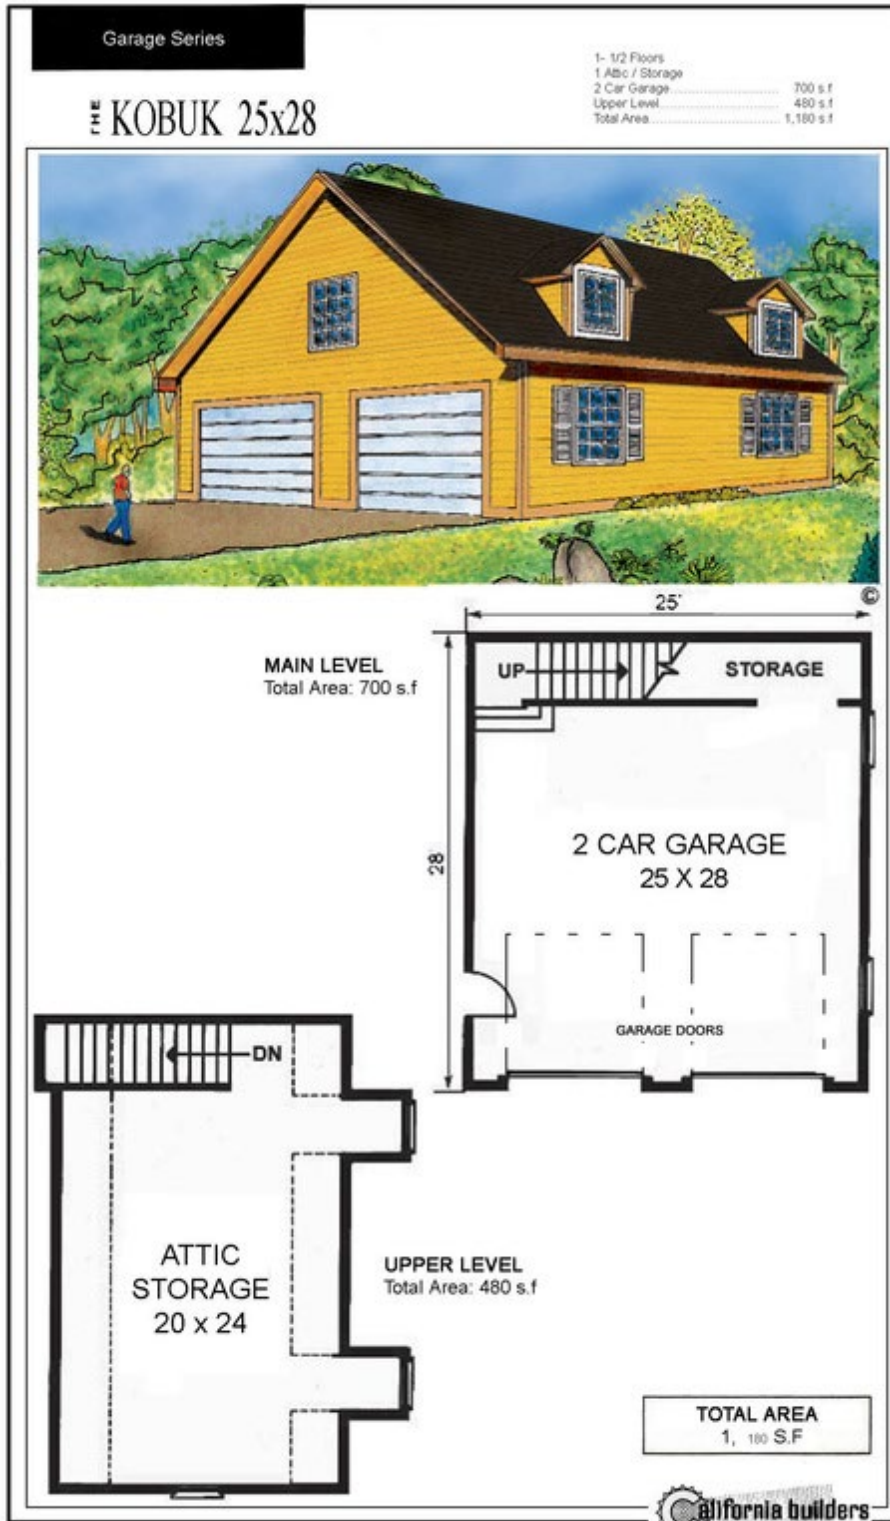 Garage Series
THE KOBUK 25x28
1- 1/2 Floors
1 Attic / Storage
2 Car Garage 700 s.f
Upper Level 480 s.f
Total Area 1,180 s.f
©
25'
MAIN LEVEL
Total Area: 700 s.f
UP
STORAGE
28'
2 CAR GARAGE
25 X 28
GARAGE DOORS
DN
ATTIC
STORAGE
20 x 24
UPPER LEVEL
Total Area: 480 s.f
TOTAL AREA
1, 180 S.F
California builders